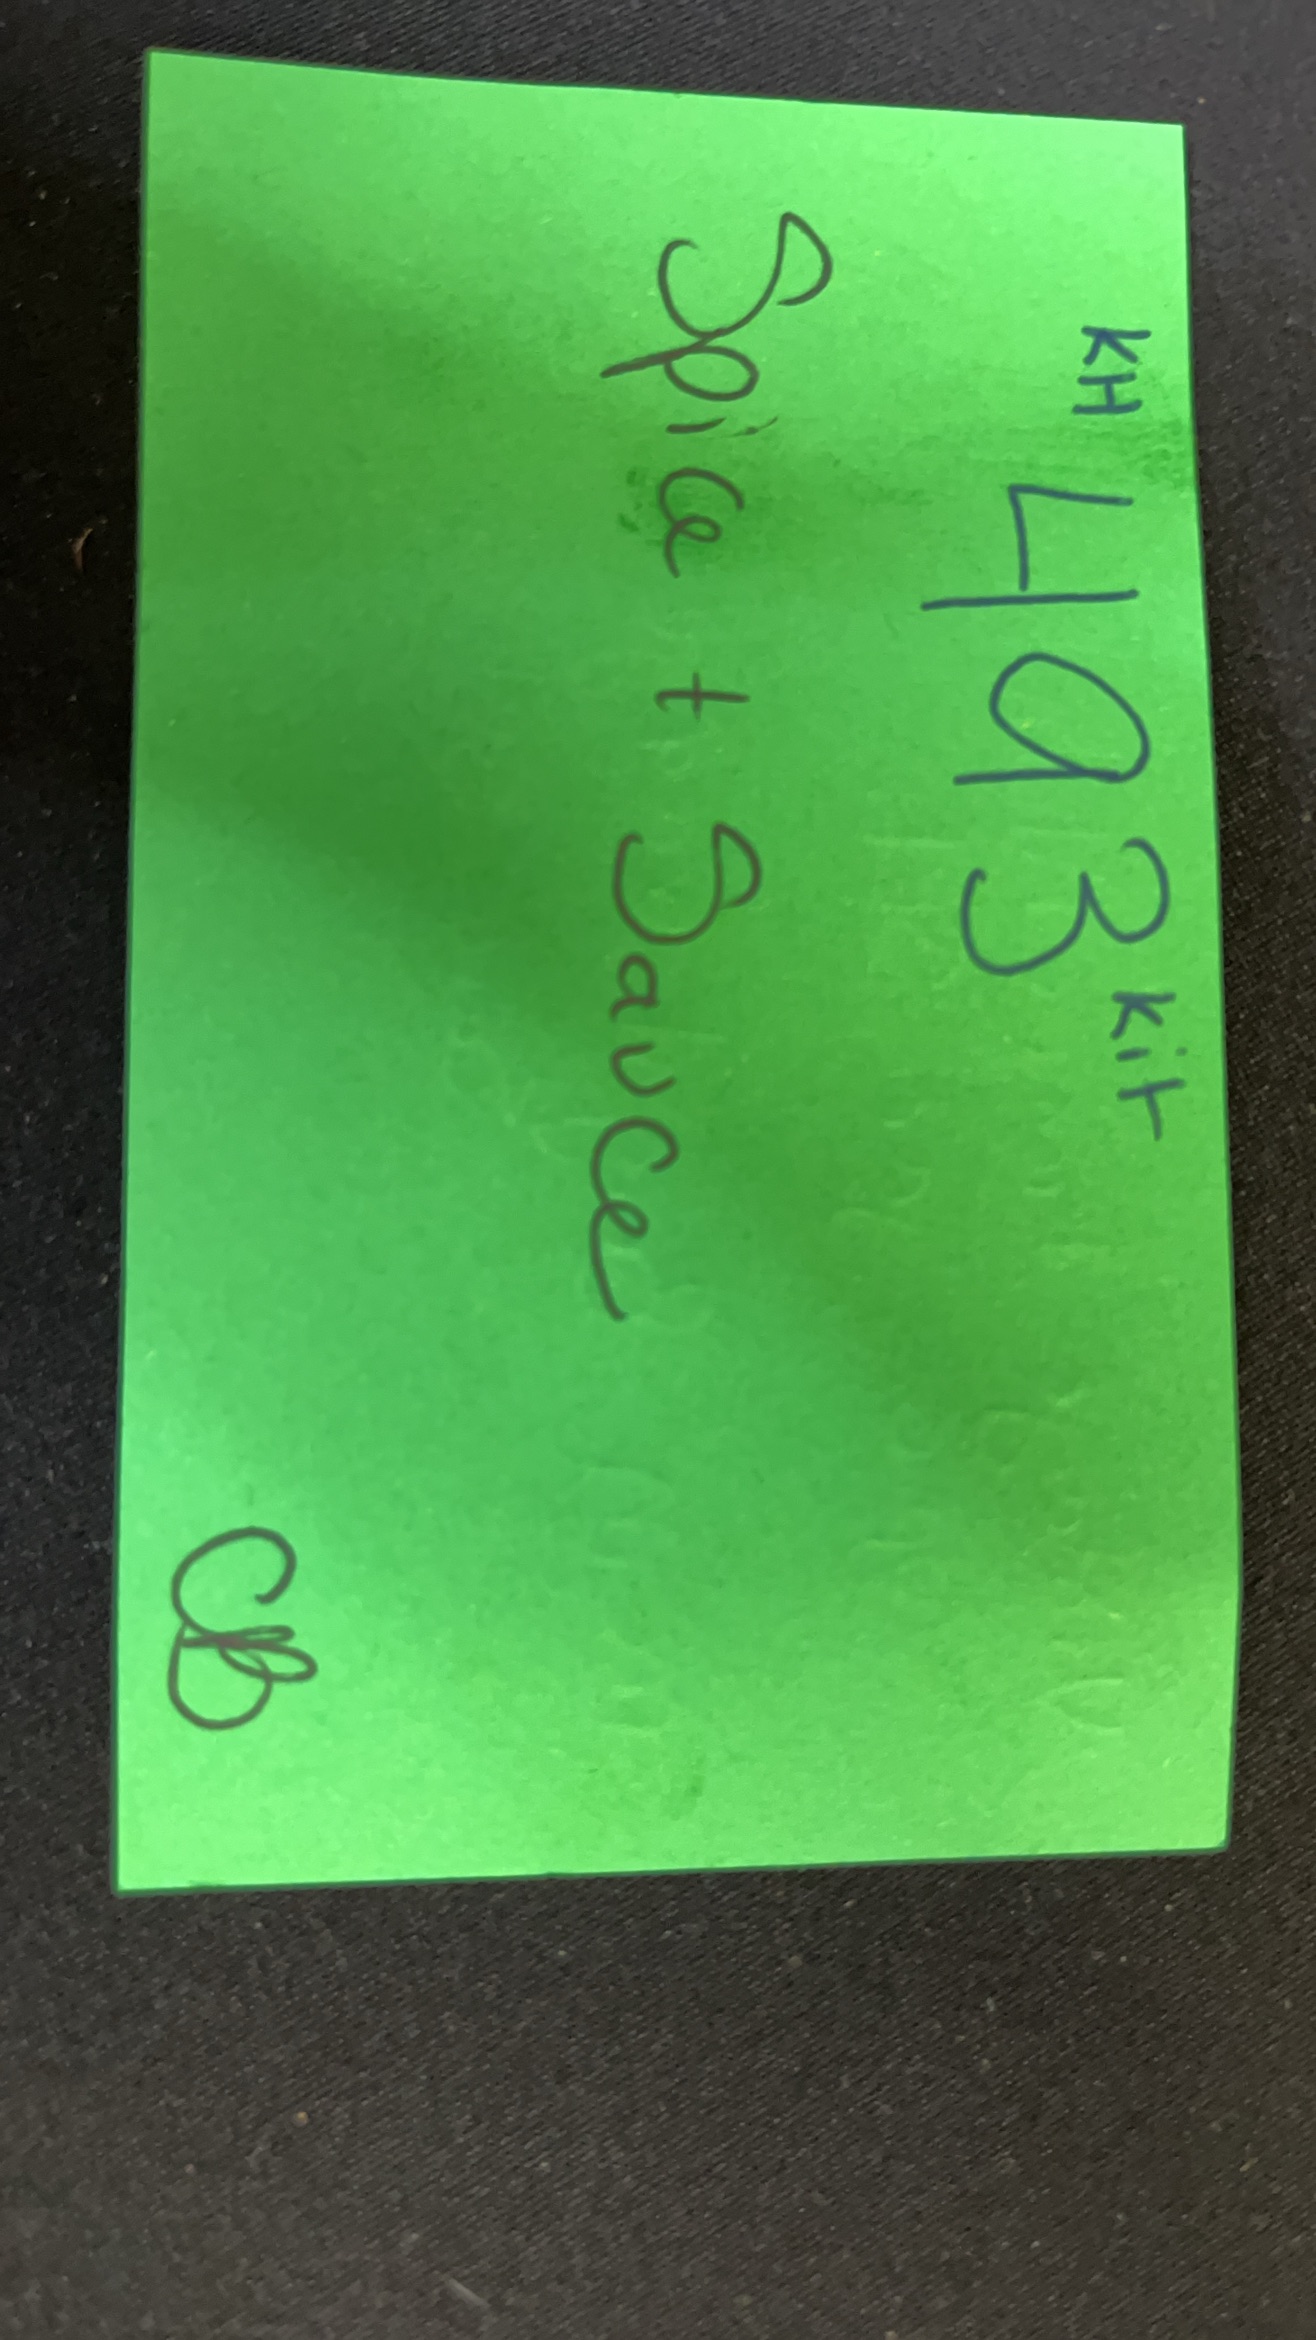 KH 493 Kit
Spice + Sauce
CB